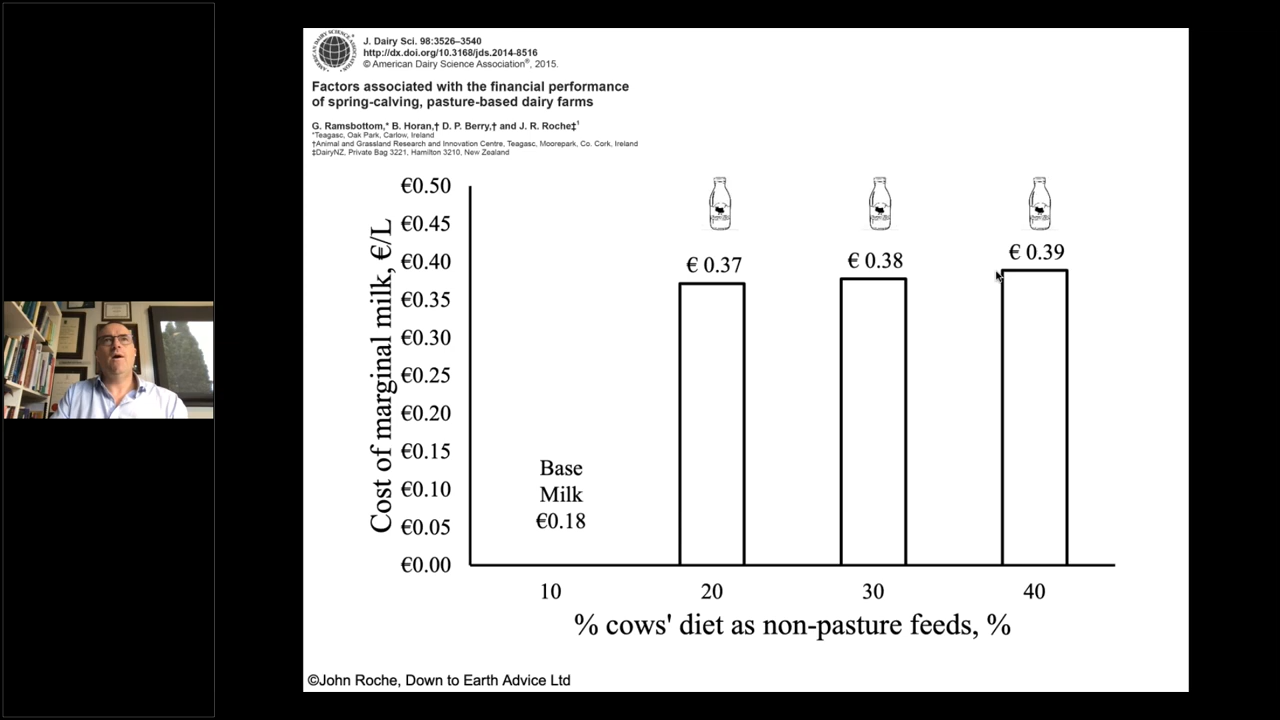 J. Dairy Sci. 98:3526–3540
http://dx.doi.org/10.3168/jds.2014-8516
© American Dairy Science Association®, 2015.
Factors associated with the financial performance
of spring-calving, pasture-based dairy farms
G. Ramsbottom,* B. Horan,† D. P. Berry,† and J. R. Roche‡¹
*Teagasc, Oak Park, Carlow, Ireland
†Animal and Grassland Research and Innovation Centre, Teagasc, Moorepark, Co. Cork, Ireland
‡DairyNZ, Private Bag 3221, Hamilton 3210, New Zealand
Cost of marginal milk, €/L
€0.50
€0.45
€0.40
€0.35
€0.30
€0.25
€0.20
€0.15
€0.10
€0.05
€0.00
Base
Milk
€0.18
€ 0.37
€ 0.38
€ 0.39
10 20 30 40
% cows' diet as non-pasture feeds, %
©John Roche, Down to Earth Advice Ltd